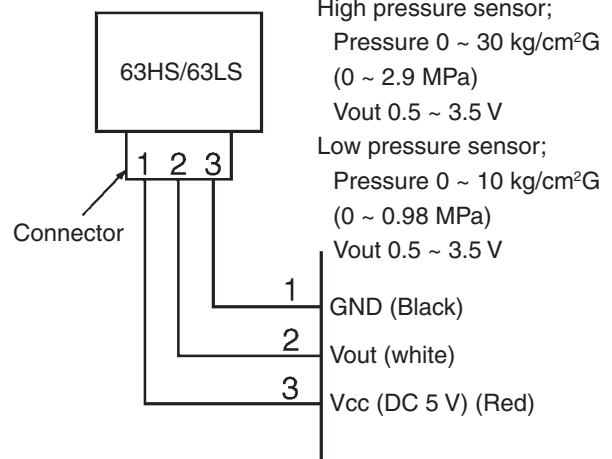 High pressure sensor;
Pressure 0 ~ 30 kg/cm²G
(0 ~ 2.9 MPa)
Vout 0.5 ~ 3.5 V
Low pressure sensor;
Pressure 0 ~ 10 kg/cm²G
(0 ~ 0.98 MPa)
Vout 0.5 ~ 3.5 V
63HS/63LS
1 2 3
Connector
1 GND (Black)
2 Vout (white)
3 Vcc (DC 5 V) (Red)